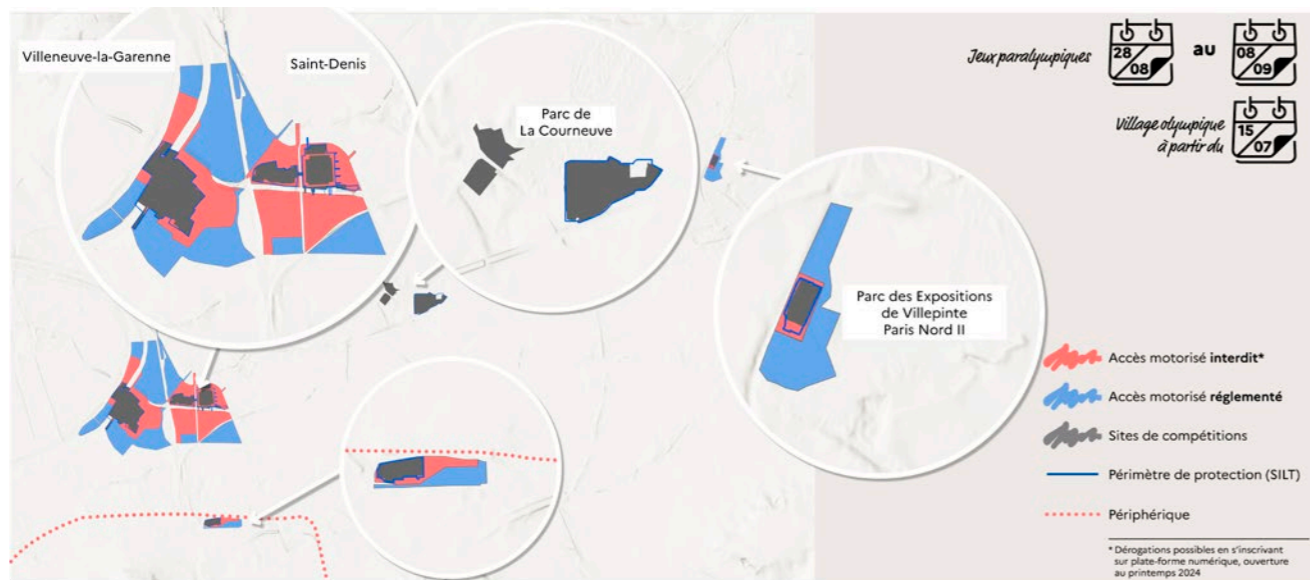 Villeneuve-la-Garenne
Saint-Denis
Parc de
La Courneuve
Parc des Expositions
de Villepinte
Paris Nord II
Jeux paralympiques
28
08
au
08
09
Village olympique
à partir du
15
07
Accès motorisé interdit*
Accès motorisé réglementé
Sites de compétitions
Périmètre de protection (SILT)
Périphérique
* Dérogations possibles en s'inscrivant
sur plate-forme numérique, ouverture
au printemps 2024